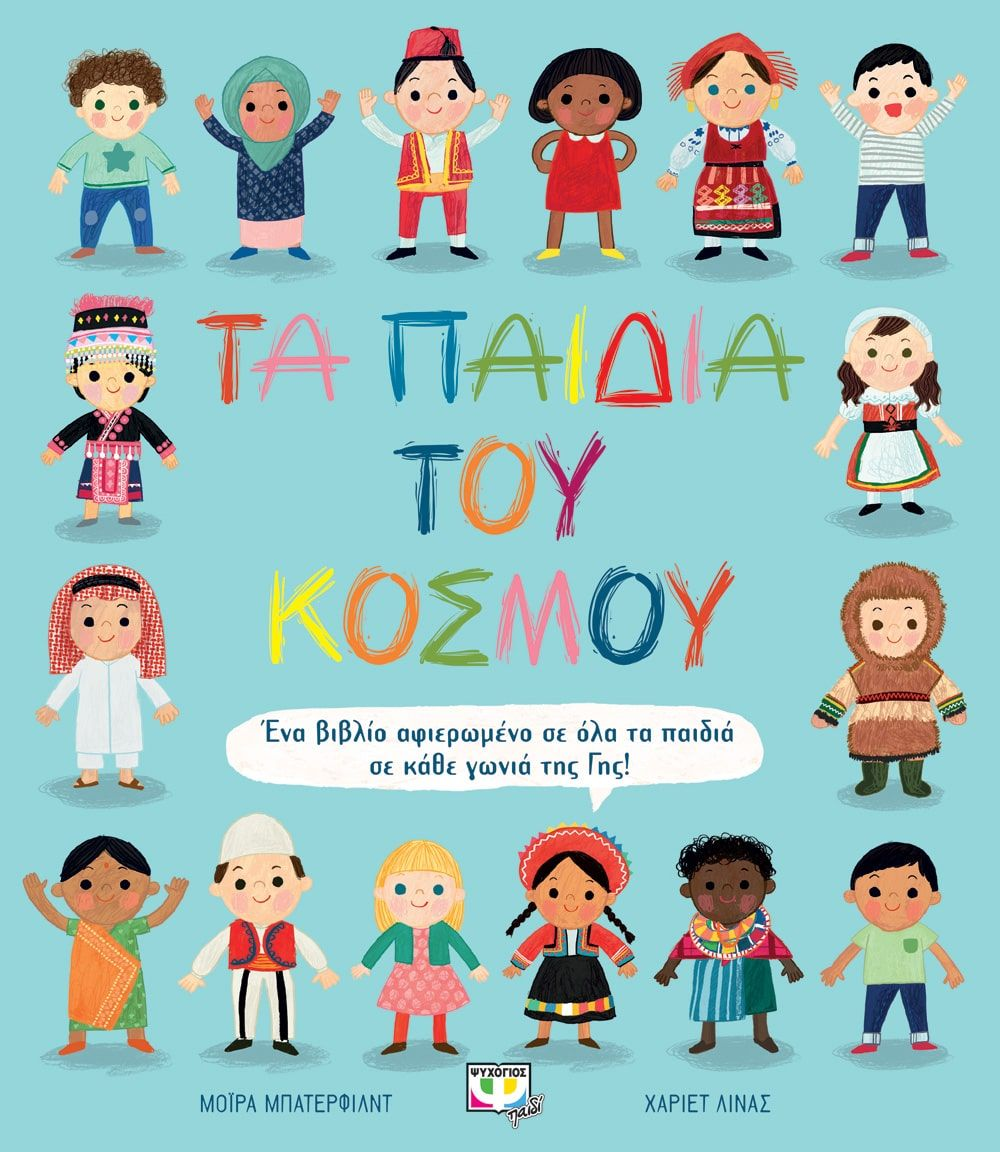 ΤΑ ΠΑΙΔΙΑ
ΤΟΥ
ΚΟΣΜΟΥ
Ένα βιβλίο αφιερωμένο σε όλα τα παιδιά
σε κάθε γωνιά της Γης!
ΜΟΪΡΑ ΜΠΑΤΕΡΦΙΛΝΤ
ΨΥΧΟΓΙΟΣ
παιδί
ΧΑΡΙΕΤ ΛΙΝΑΣ